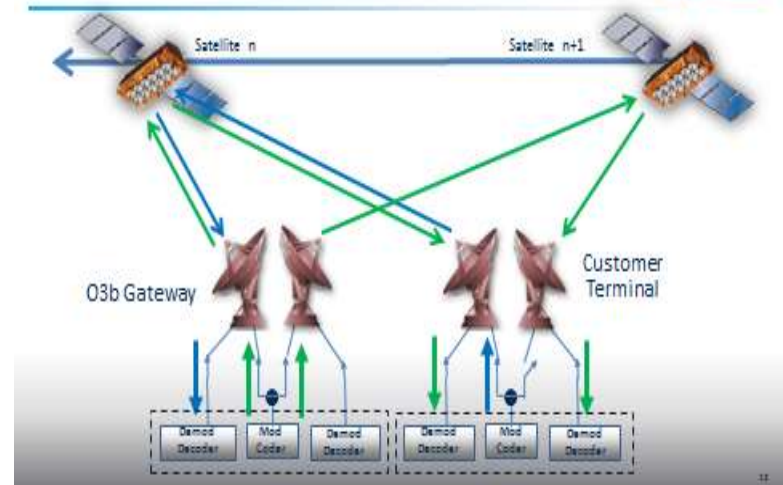 Satellite n
Satellite n+1
O3b Gateway
Customer
Terminal
Demod
Decoder
Mod
Coder
Demod
Decoder
Demod
Decoder
Mod
Coder
Demod
Decoder